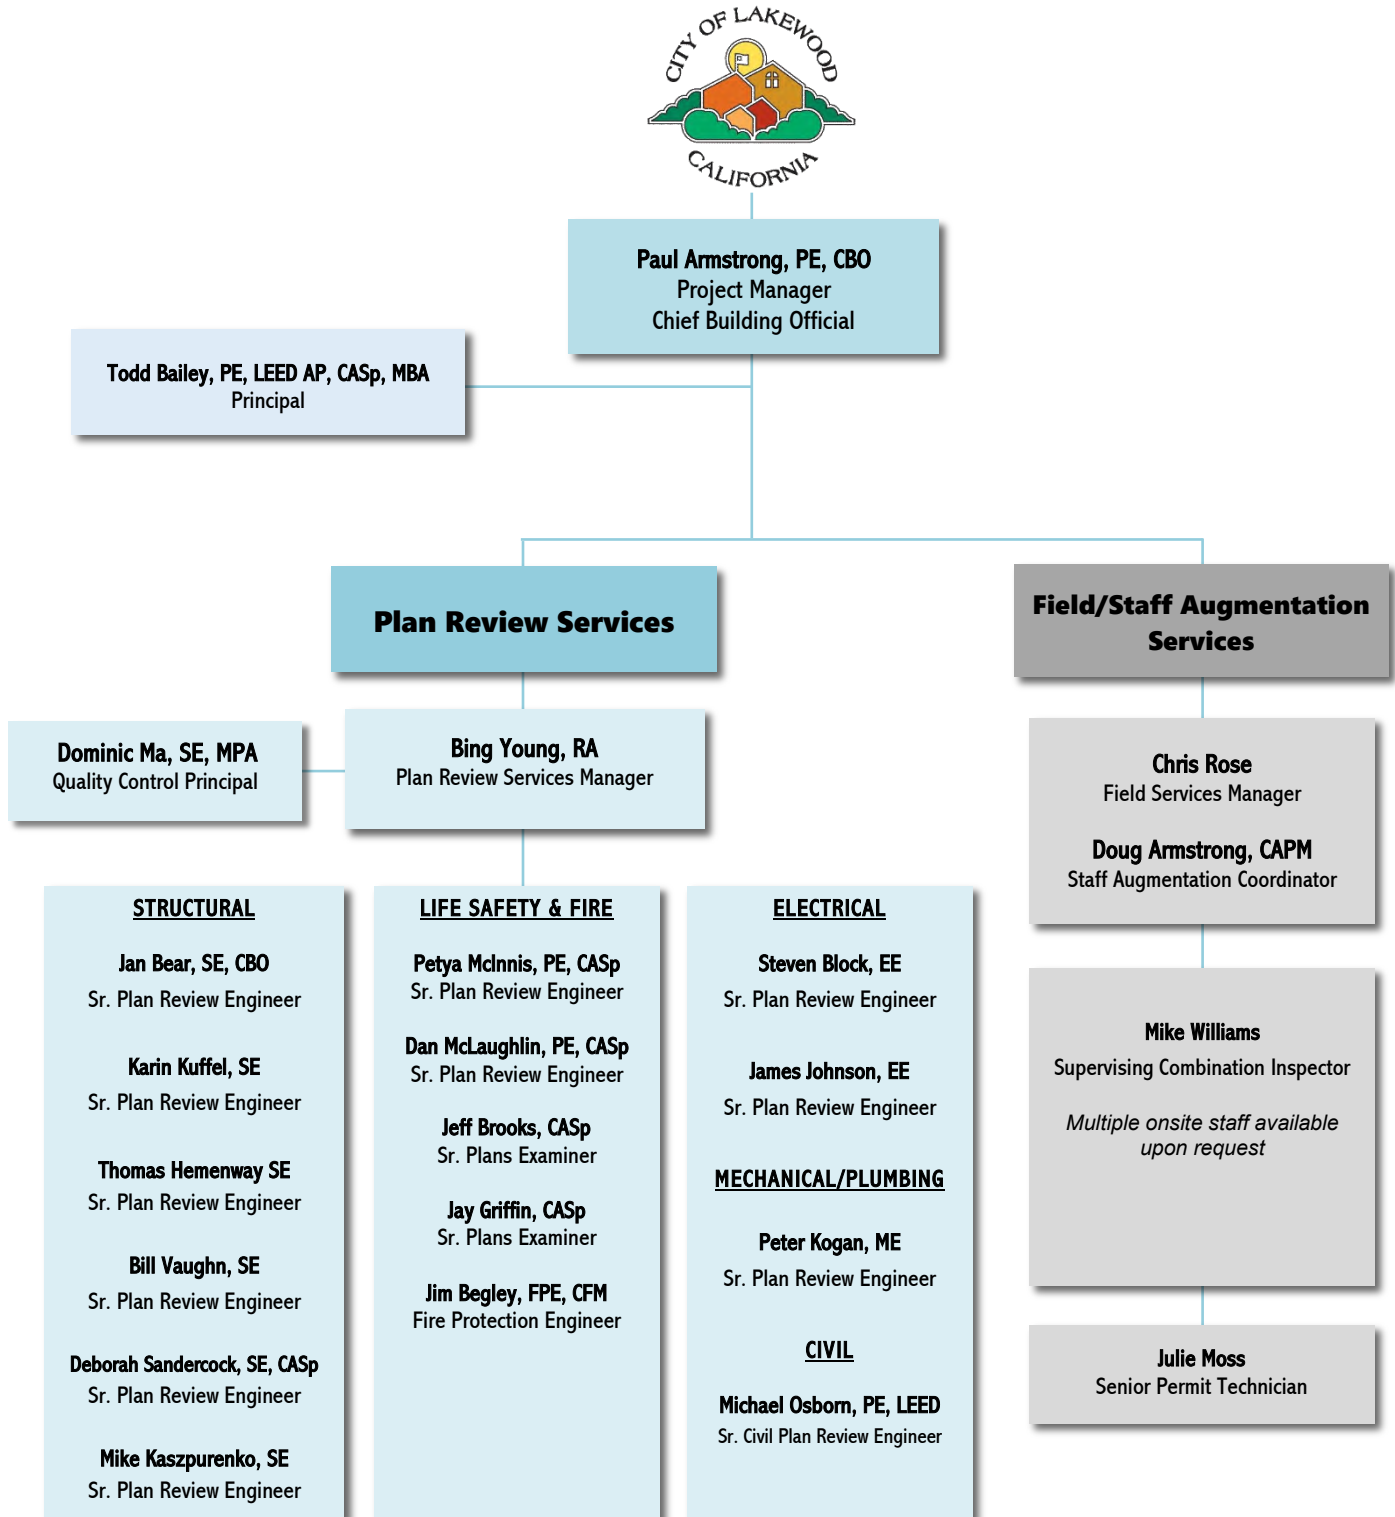 CITY OF LAKEWOOD
CALIFORNIA
Paul Armstrong, PE, CBO
Project Manager
Chief Building Official
Todd Bailey, PE, LEED AP, CASp, MBA
Principal
Plan Review Services
Dominic Ma, SE, MPA
Quality Control Principal
Bing Young, RA
Plan Review Services Manager
STRUCTURAL
Jan Bear, SE, CBO
Sr. Plan Review Engineer
Karin Kuffel, SE
Sr. Plan Review Engineer
Thomas Hemenway SE
Sr. Plan Review Engineer
Bill Vaughn, SE
Sr. Plan Review Engineer
Deborah Sandercock, SE, CASp
Sr. Plan Review Engineer
Mike Kaszpurenko, SE
Sr. Plan Review Engineer
LIFE SAFETY & FIRE
Petya McInnis, PE, CASp
Sr. Plan Review Engineer
Dan McLaughlin, PE, CASp
Sr. Plan Review Engineer
Jeff Brooks, CASp
Sr. Plans Examiner
Jay Griffin, CASp
Sr. Plans Examiner
Jim Begley, FPE, CFM
Fire Protection Engineer
ELECTRICAL
Steven Block, EE
Sr. Plan Review Engineer
James Johnson, EE
Sr. Plan Review Engineer
MECHANICAL/PLUMBING
Peter Kogan, ME
Sr. Plan Review Engineer
CIVIL
Michael Osborn, PE, LEED
Sr. Civil Plan Review Engineer
Field/Staff Augmentation
Services
Chris Rose
Field Services Manager
Doug Armstrong, CAPM
Staff Augmentation Coordinator
Mike Williams
Supervising Combination Inspector
Multiple onsite staff available
upon request
Julie Moss
Senior Permit Technician